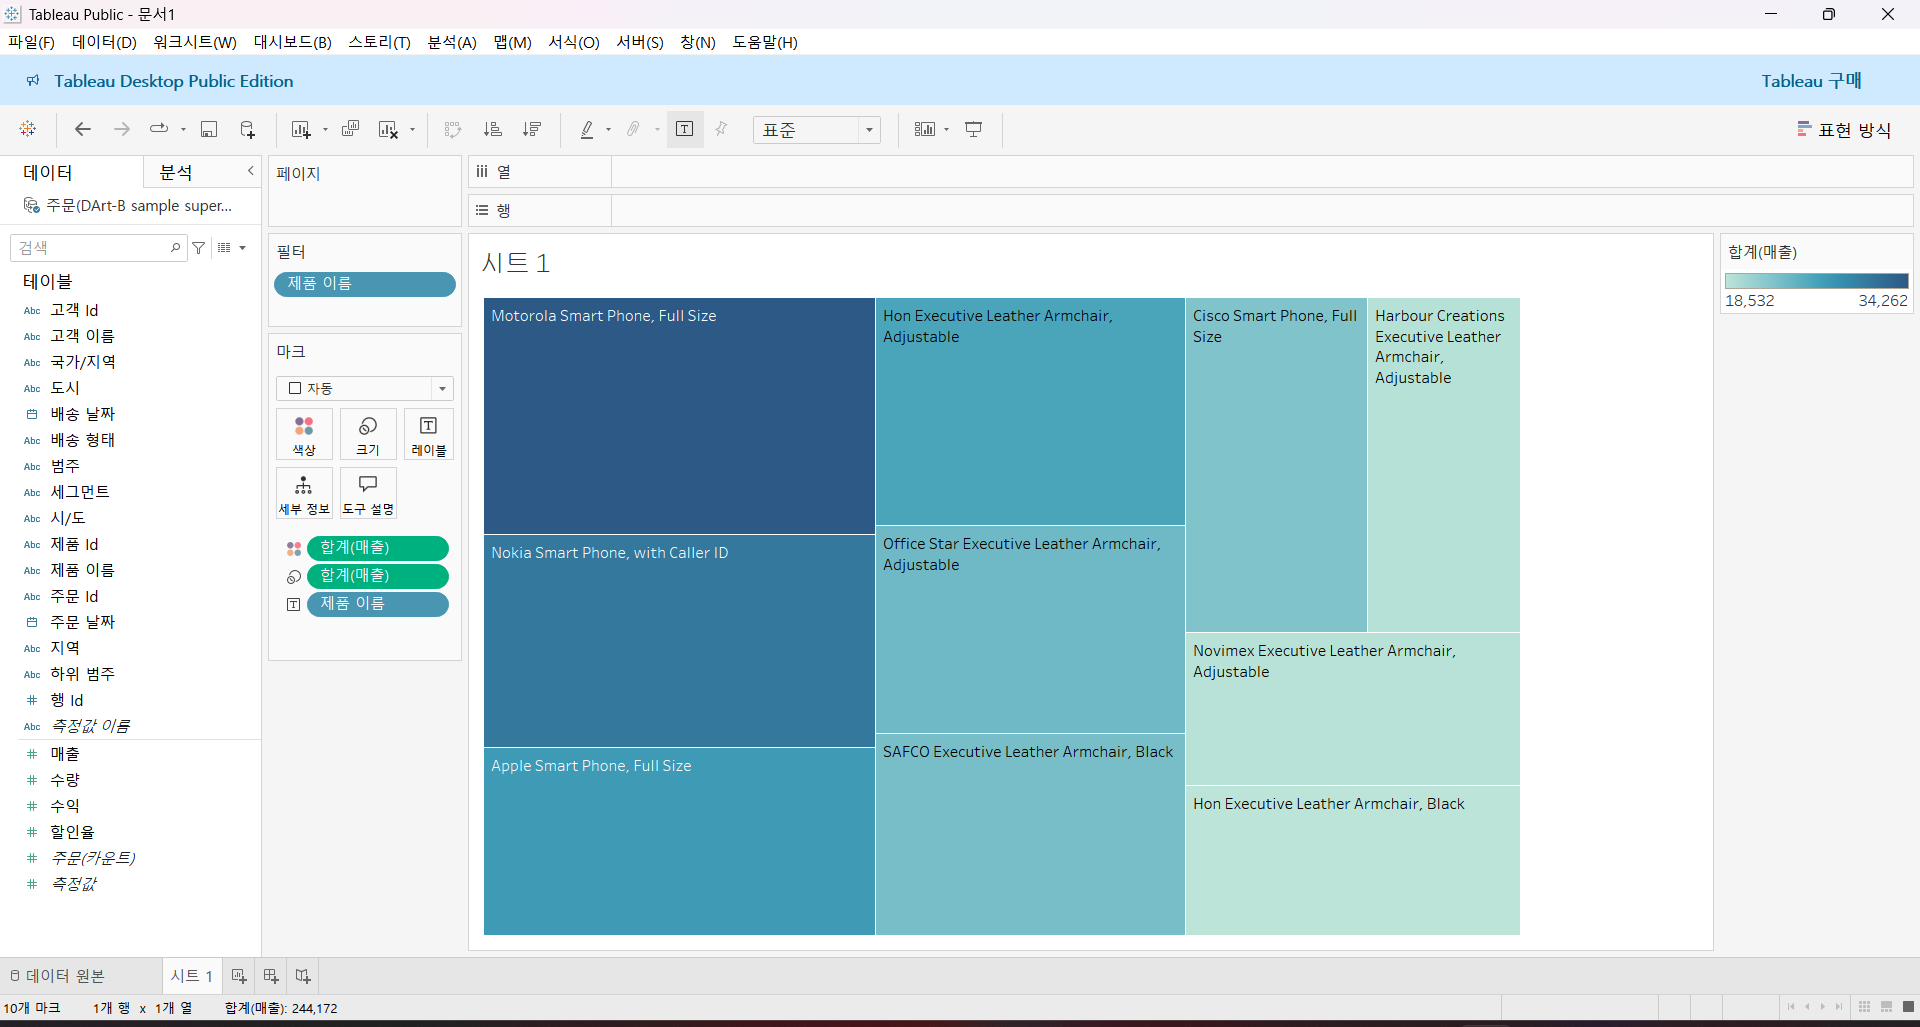 Tableau Public - 문서1
파일(F) 데이터(D) 워크시트(W) 대시보드(B) 스토리(T) 분석(A) 맵(M) 서식(O) 서버(S) 창(N) 도움말(H)
Tableau Desktop Public Edition
Tableau 구매
표준
표현 방식
데이터
분석
주문(DArt-B sample super...
검색
테이블
Abc 고객 Id
Abc 고객 이름
Abc 국가/지역
Abc 도시
배송 날짜
Abc 배송 형태
Abc 범주
Abc 세그먼트
Abc 시/도
Abc 제품 Id
Abc 제품 이름
Abc 주문 Id
주문 날짜
Abc 지역
Abc 하위 범주
# 행 Id
Abc 측정값 이름
# 매출
# 수량
# 수익
# 할인율
# 주문(카운트)
# 측정값
페이지
필터
제품 이름
마크
자동
색상
크기
레이블
세부 정보
도구 설명
합계(매출)
합계(매출)
제품 이름
열
행
시트 1
Motorola Smart Phone, Full Size
Nokia Smart Phone, with Caller ID
Apple Smart Phone, Full Size
Hon Executive Leather Armchair,
Adjustable
Office Star Executive Leather Armchair,
Adjustable
SAFCO Executive Leather Armchair, Black
Cisco Smart Phone, Full
Size
Harbour Creations
Executive Leather
Armchair,
Adjustable
Novimex Executive Leather Armchair,
Adjustable
Hon Executive Leather Armchair, Black
합계(매출)
18,532 34,262
데이터 원본
시트 1
10개 마크 1개 행 x 1개 열 합계(매출): 244,172